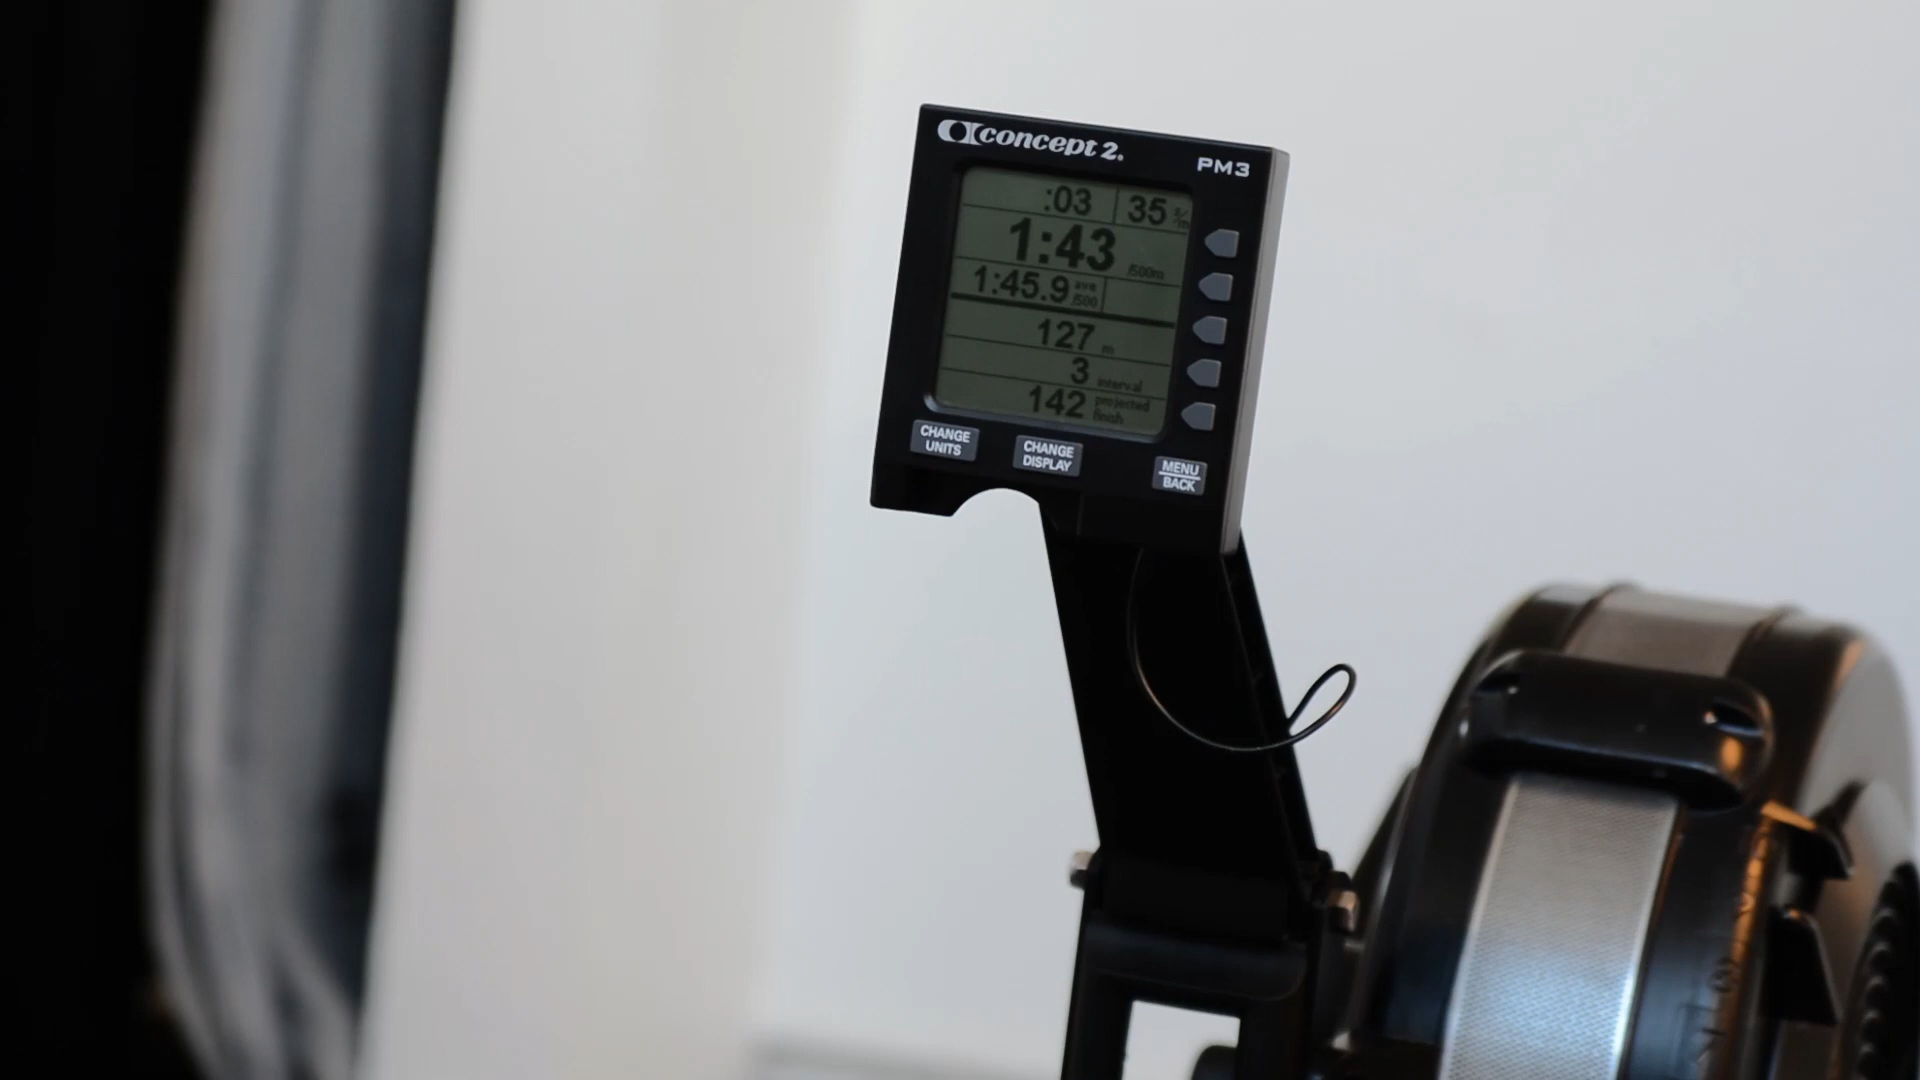 concept 2.
PM3
:03 35 s/m
1:43 /500m
1:45.9 ave /500
127 m
3 interval
142 projected finish
CHANGE UNITS
CHANGE DISPLAY
MENU BACK